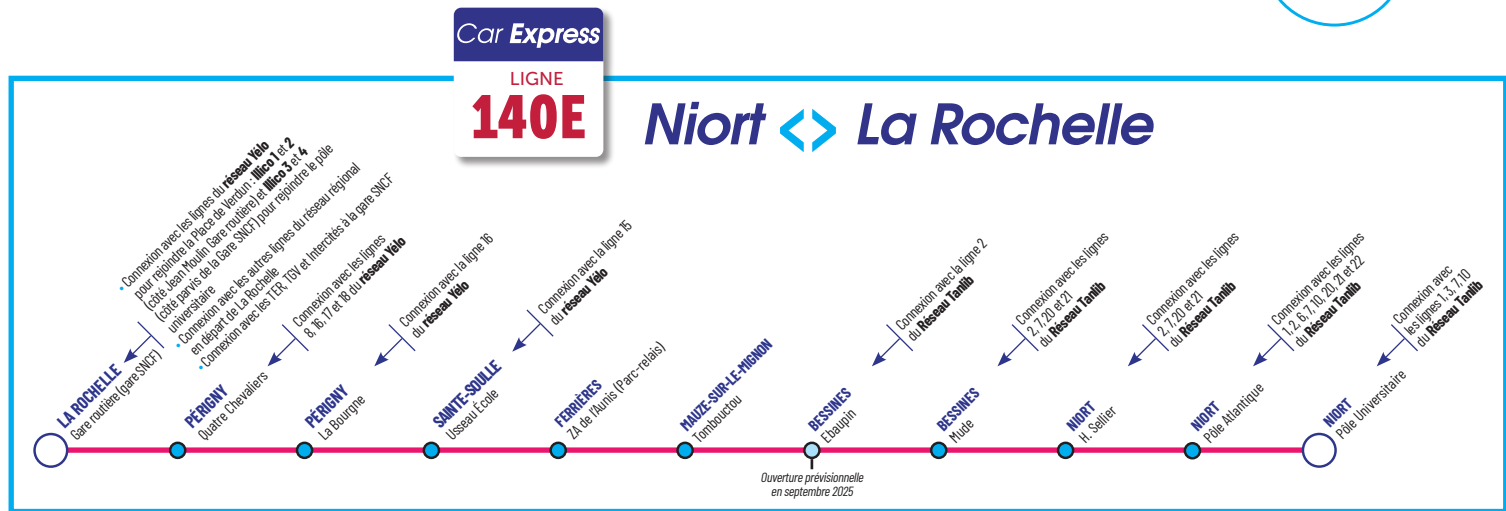 Car Express
LIGNE
140E
Niort <> La Rochelle
• Connexion avec les lignes du réseau Yélo
pour rejoindre la Place de Verdun : Illico 1 et 2
(côté Jean Moulin Gare routière) et Illico 3 et 4
(côté parvis de la Gare SNCF) pour rejoindre le pôle
universitaire
• Connexion avec les autres lignes du réseau régional
en départ de La Rochelle
• Connexion avec les TER, TGV et Intercités à la gare SNCF
LA ROCHELLE
Gare routière (gare SNCF)
Connexion avec les lignes
8, 16, 17 et 18 du réseau Yélo
PÉRIGNY
Quatre Chevaliers
Connexion avec la ligne 16
du réseau Yélo
PÉRIGNY
La Bourgne
Connexion avec la ligne 15
du réseau Yélo
SAINTE-SOULLE
Usseau École
FERRIÈRES
ZA de l'Aunis (Parc-relais)
MAUZE-SUR-LE-MIGNON
Tombouctou
Connexion avec la ligne 2
du Réseau Tanlib
BESSINES
Ebaupin
Ouverture prévisionnelle
en septembre 2025
Connexion avec les lignes
2, 7, 20 et 21
du Réseau Tanlib
BESSINES
Mude
Connexion avec les lignes
2, 7, 20 et 21
du Réseau Tanlib
NIORT
H. Sellier
Connexion avec les lignes
1, 2, 6, 7, 10, 20, 21 et 22
du Réseau Tanlib
NIORT
Pôle Atlantique
Connexion avec
les lignes 1, 3, 7, 10
du Réseau Tanlib
NIORT
Pôle Universitaire